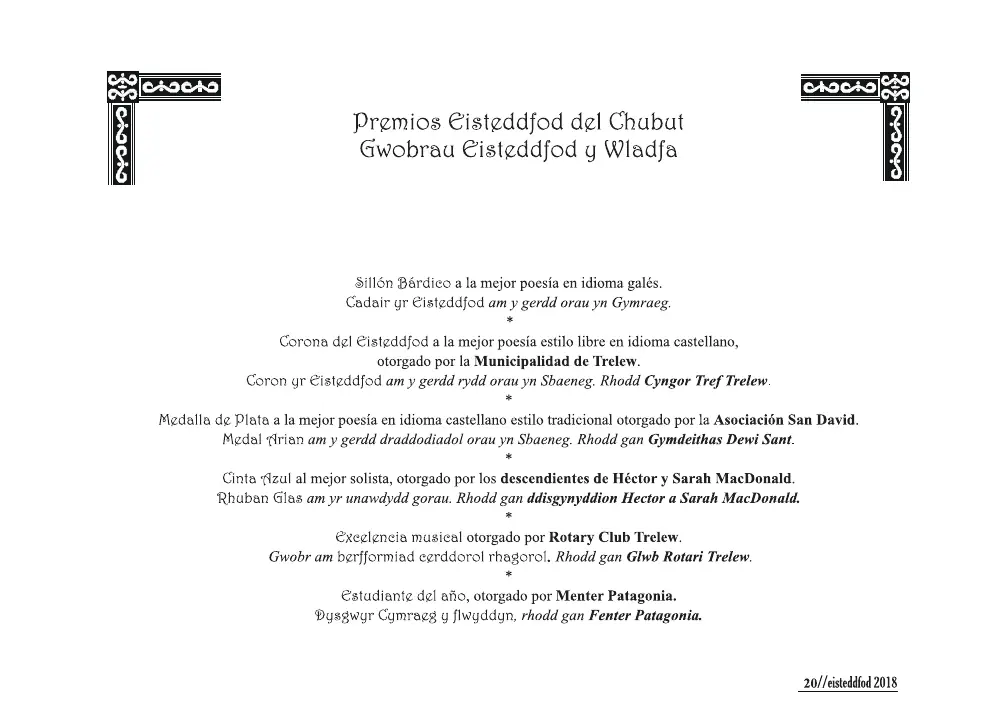 Premios Eisteddfod del Chubut
Gwobrau Eisteddfod y Wladfa
Sillón Bárdico a la mejor poesía en idioma galés.
Cadair yr Eisteddfod am y gerdd orau yn Gymraeg.
*
Corona del Eisteddfod a la mejor poesía estilo libre en idioma castellano,
otorgado por la Municipalidad de Trelew.
Coron yr Eisteddfod am y gerdd rydd orau yn Sbaeneg. Rhodd Cyngor Tref Trelew.
*
Medalla de Plata a la mejor poesía en idioma castellano estilo tradicional otorgado por la Asociación San David.
Medal Arian am y gerdd draddodiadol orau yn Sbaeneg. Rhodd gan Gymdeithas Dewi Sant.
*
Cinta Azul al mejor solista, otorgado por los descendientes de Héctor y Sarah MacDonald.
Rhuban Glas am yr unawdydd gorau. Rhodd gan ddisgynyddion Hector a Sarah MacDonald.
*
Excelencia musical otorgado por Rotary Club Trelew.
Gwobr am berfformiad cerddorol rhagorol. Rhodd gan Glwb Rotari Trelew.
*
Estudiante del año, otorgado por Menter Patagonia.
Dysgwyr Cymraeg y flwyddyn, rhodd gan Fenter Patagonia.
20//eisteddfod 2018